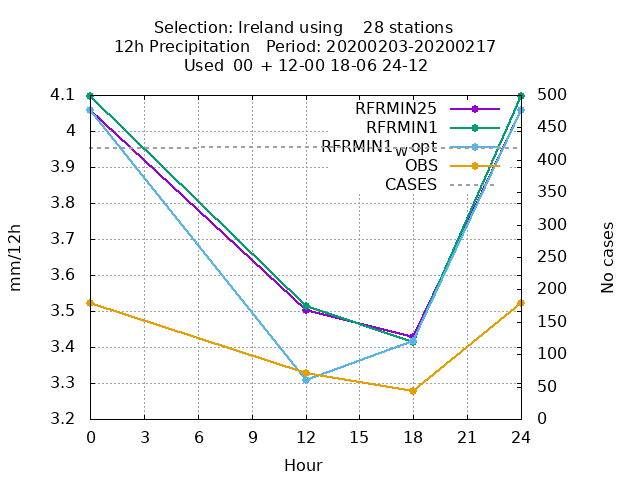 Selection: Ireland using 28 stations
12h Precipitation Period: 20200203-20200217
Used 00 + 12-00 18-06 24-12
4.1
4
3.9
3.8
3.7
3.6
3.5
3.4
3.3
3.2
mm/12h
RFRMIN25
RFRMIN1
RFRMIN1w opt
OBS
CASES
500
450
400
350
300
250
200
150
100
50
0
No cases
0 3 6 9 12 15 18 21 24
Hour